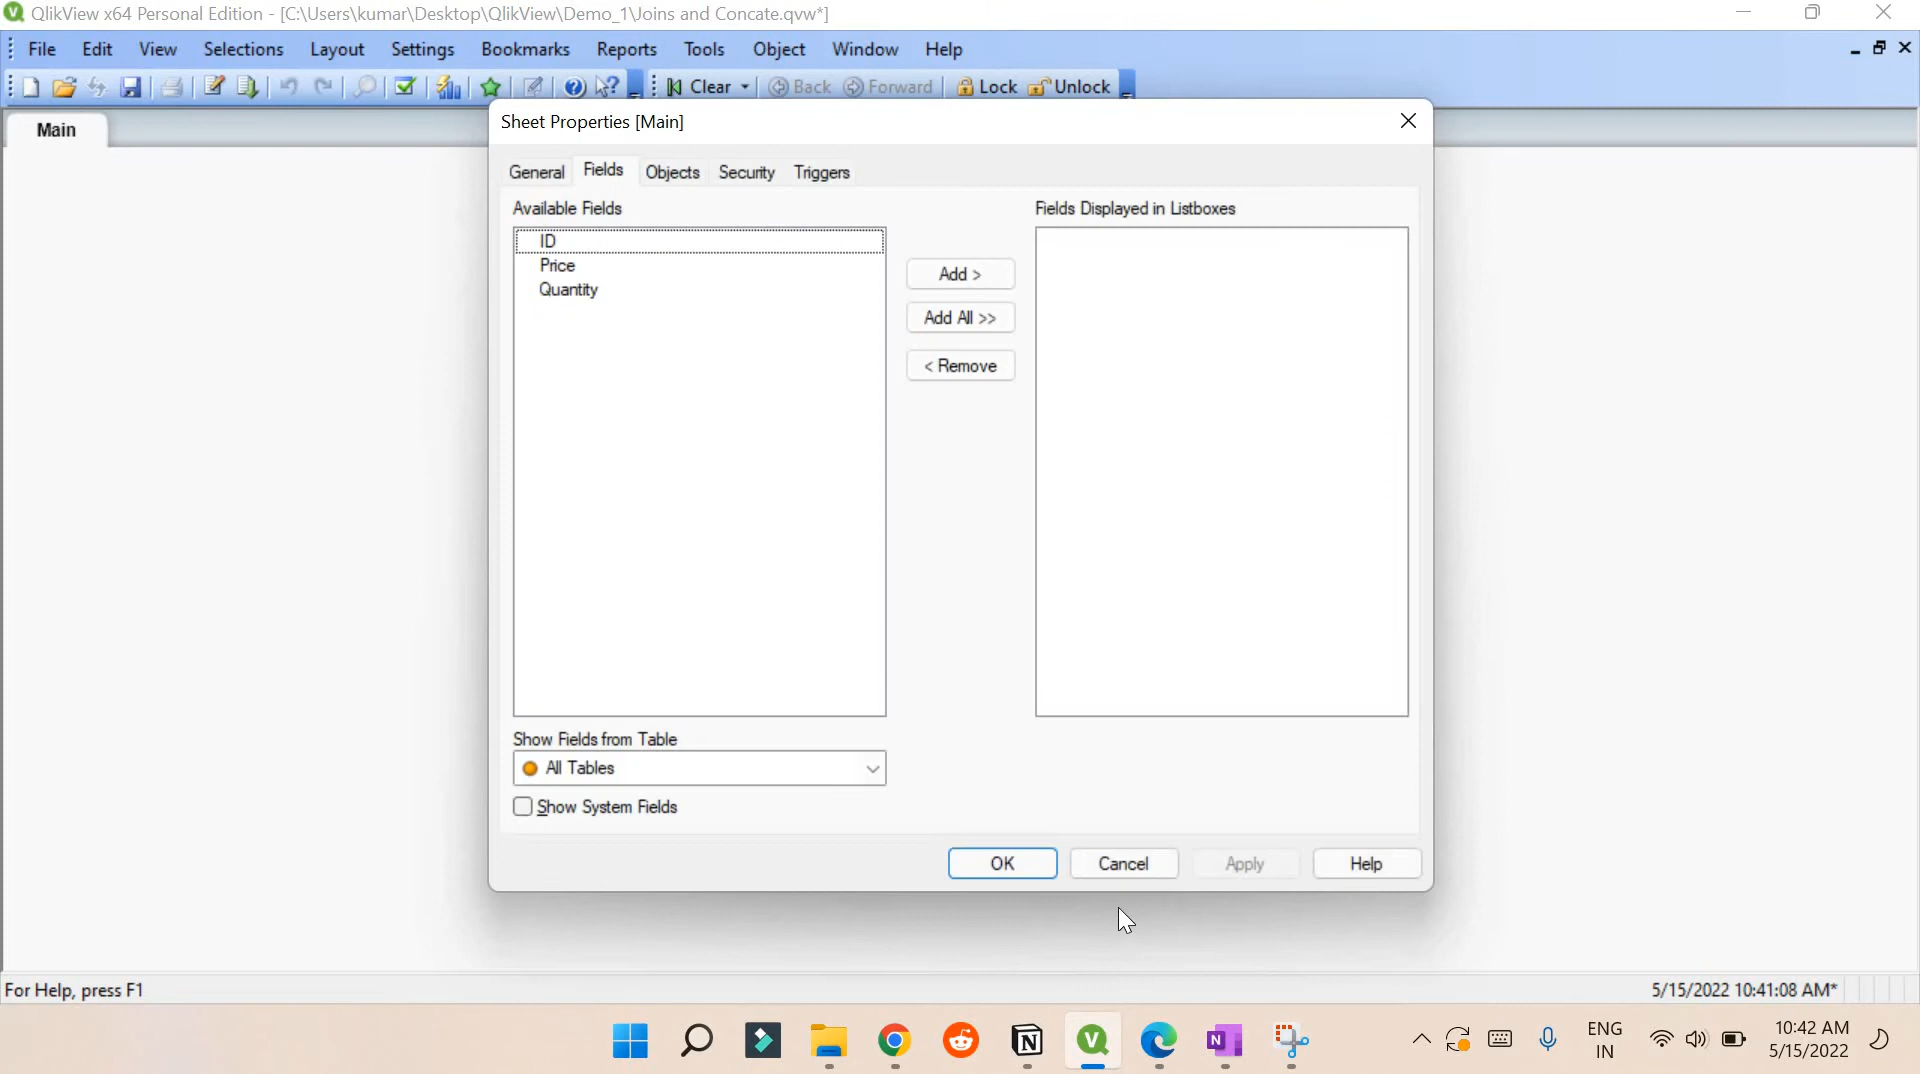 QlikView x64 Personal Edition - [C:\Users\kumar\Desktop\QlikView\Demo_1\Joins and Concate.qvw*]
File Edit View Selections Layout Settings Bookmarks Reports Tools Object Window Help
Clear Back Forward Lock Unlock
Main
Sheet Properties [Main]
General Fields Objects Security Triggers
Available Fields
Fields Displayed in Listboxes
ID
Price
Quantity
Add >
Add All >>
< Remove
Show Fields from Table
All Tables
Show System Fields
OK Cancel Apply Help
For Help, press F1
5/15/2022 10:41:08 AM*
ENG
IN
10:42 AM
5/15/2022